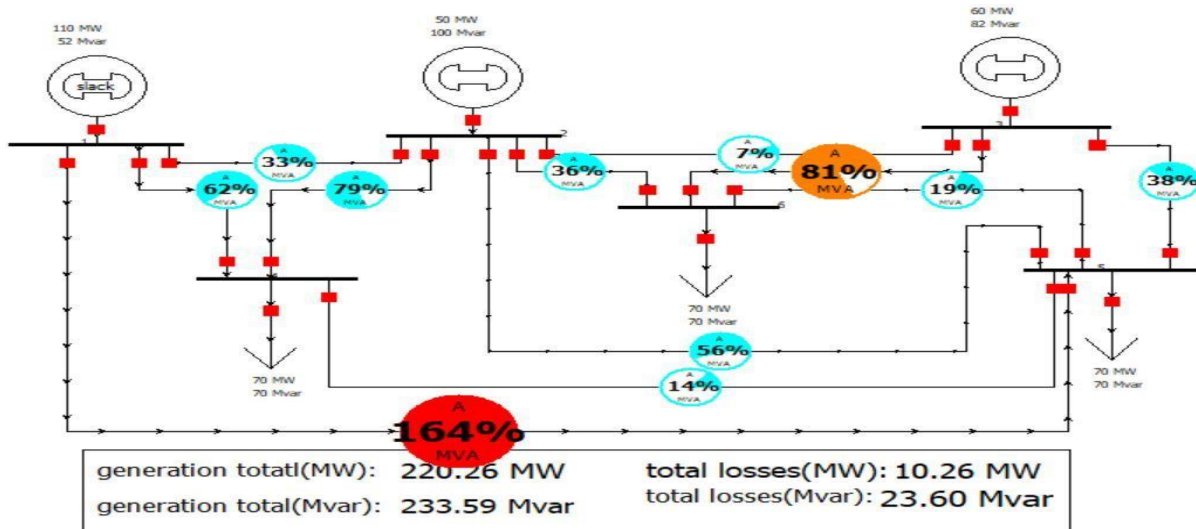 110 MW
52 Mvar
50 MW
100 Mvar
60 MW
82 Mvar
slack
1
2
3
A
33%
MVA
A
62%
MVA
A
79%
MVA
A
36%
MVA
A
7%
MVA
A
81%
MVA
A
19%
MVA
A
38%
MVA
6
5
70 MW
70 Mvar
70 MW
70 Mvar
70 MW
70 Mvar
A
56%
MVA
A
14%
MVA
A
164%
MVA
generation totatl(MW): 220.26 MW
total losses(MW): 10.26 MW
generation total(Mvar): 233.59 Mvar
total losses(Mvar): 23.60 Mvar